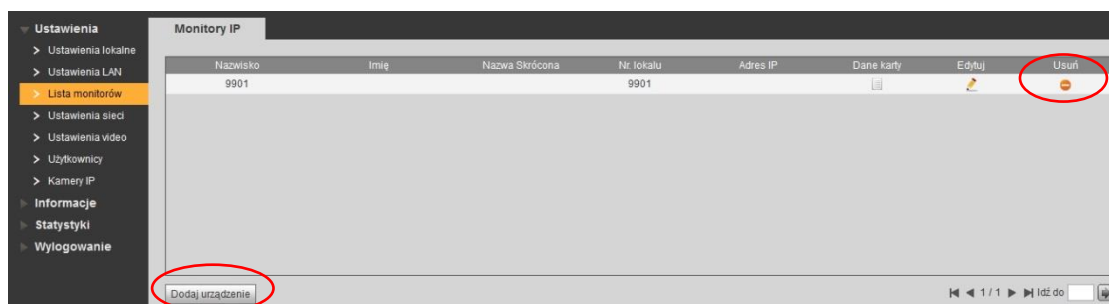 Ustawienia
Ustawienia lokalne
Ustawienia LAN
Lista monitorów
Ustawienia sieci
Ustawienia video
Użytkownicy
Kamery IP
Informacje
Statystyki
Wylogowanie
Monitory IP
Nazwisko Imię Nazwa Skrócona Nr. lokalu Adres IP Dane karty Edytuj Usuń
9901 9901
Dodaj urządzenie
1 / 1 Idź do